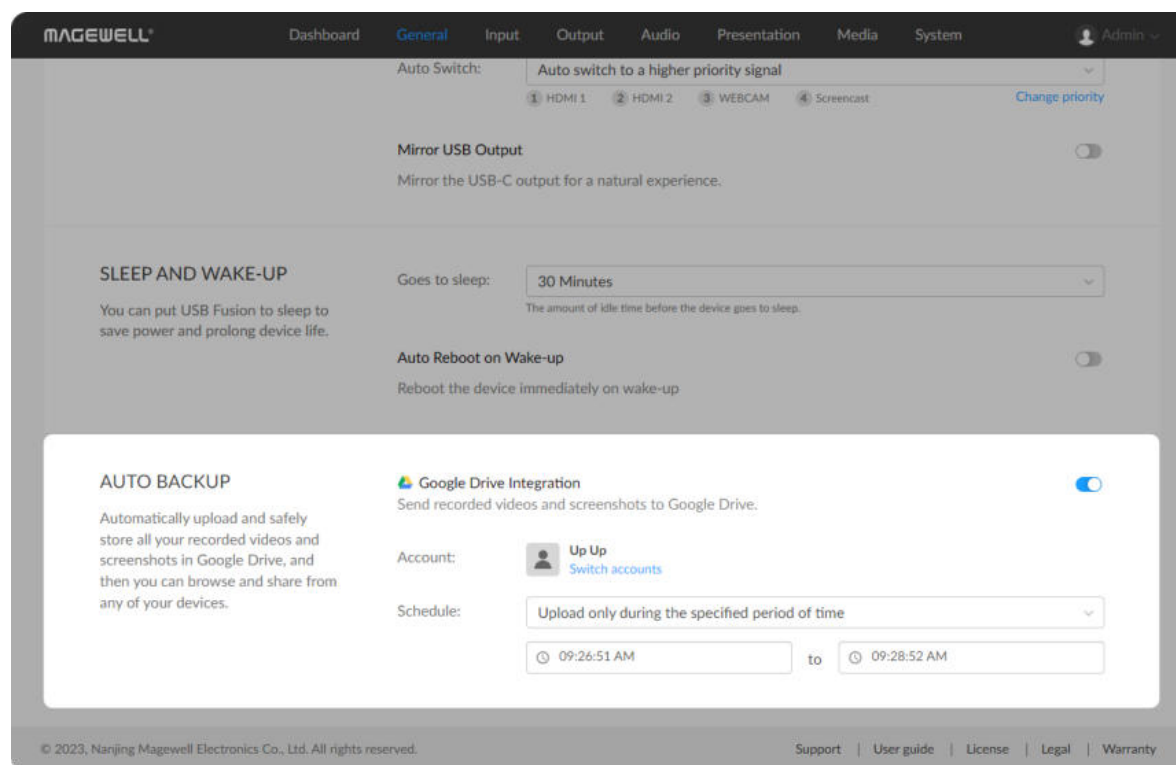 MAGEWELL®
Dashboard General Input Output Audio Presentation Media System Admin
Auto Switch: Auto switch to a higher priority signal
1 HDMI 1 2 HDMI 2 3 WEBCAM 4 Screencast Change priority
Mirror USB Output
Mirror the USB-C output for a natural experience.
SLEEP AND WAKE-UP
You can put USB Fusion to sleep to
save power and prolong device life.
Goes to sleep: 30 Minutes
The amount of idle time before the device goes to sleep.
Auto Reboot on Wake-up
Reboot the device immediately on wake-up
AUTO BACKUP
Automatically upload and safely
store all your recorded videos and
screenshots in Google Drive, and
then you can browse and share from
any of your devices.
Google Drive Integration
Send recorded videos and screenshots to Google Drive.
Account: Up Up
Switch accounts
Schedule: Upload only during the specified period of time
09:26:51 AM to 09:28:52 AM
© 2023, Nanjing Magewell Electronics Co., Ltd. All rights reserved.
Support | User guide | License | Legal | Warranty